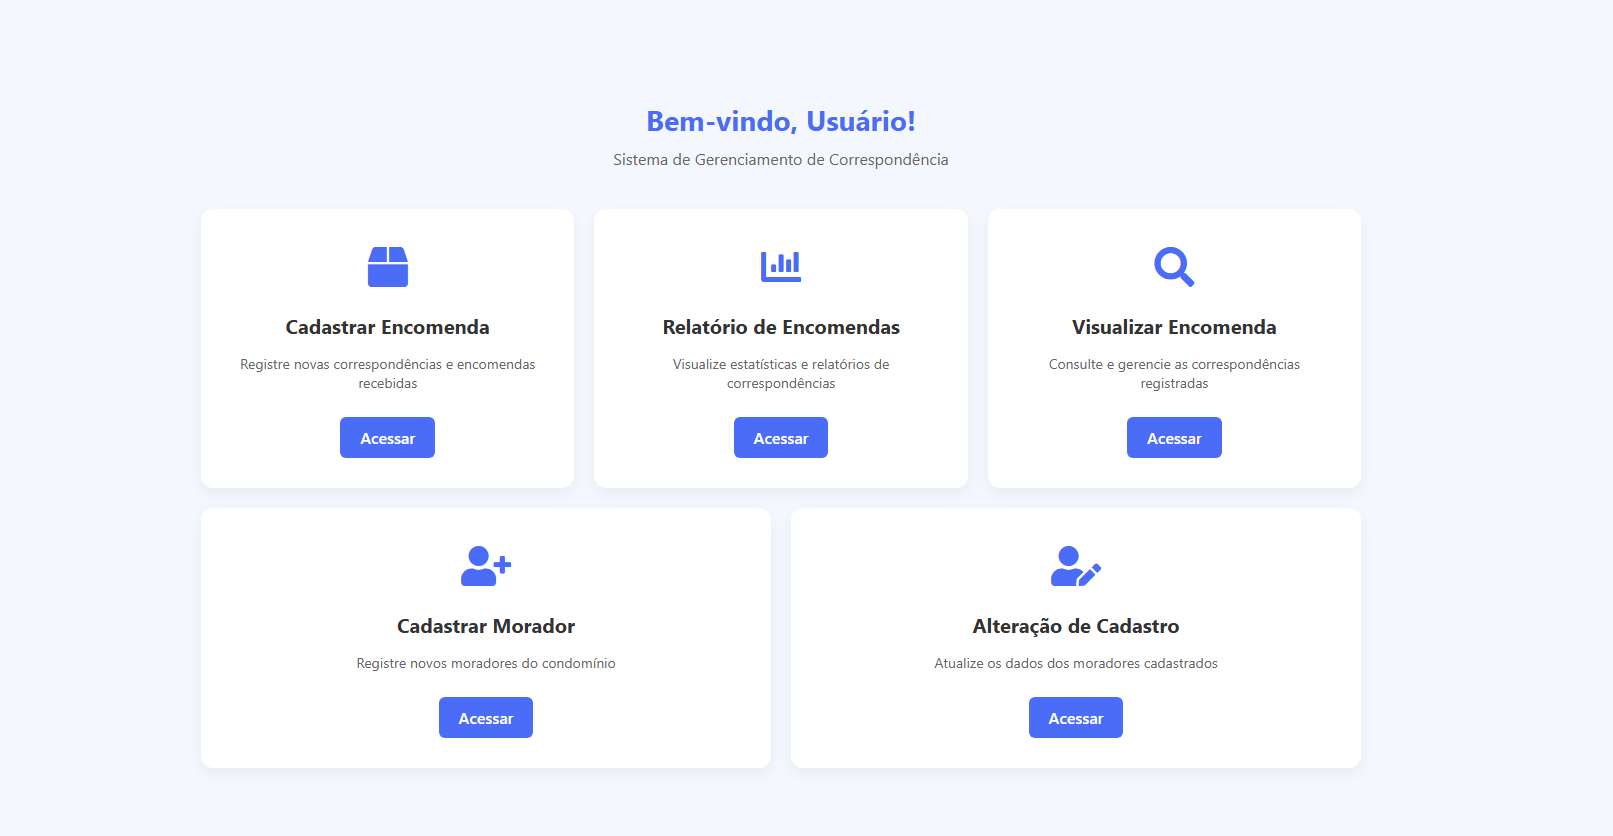 Bem-vindo, Usuário!
Sistema de Gerenciamento de Correspondência
Cadastrar Encomenda
Registre novas correspondências e encomendas
recebidas
Acessar
Relatório de Encomendas
Visualize estatísticas e relatórios de
correspondências
Acessar
Visualizar Encomenda
Consulte e gerencie as correspondências
registradas
Acessar
Cadastrar Morador
Registre novos moradores do condomínio
Acessar
Alteração de Cadastro
Atualize os dados dos moradores cadastrados
Acessar